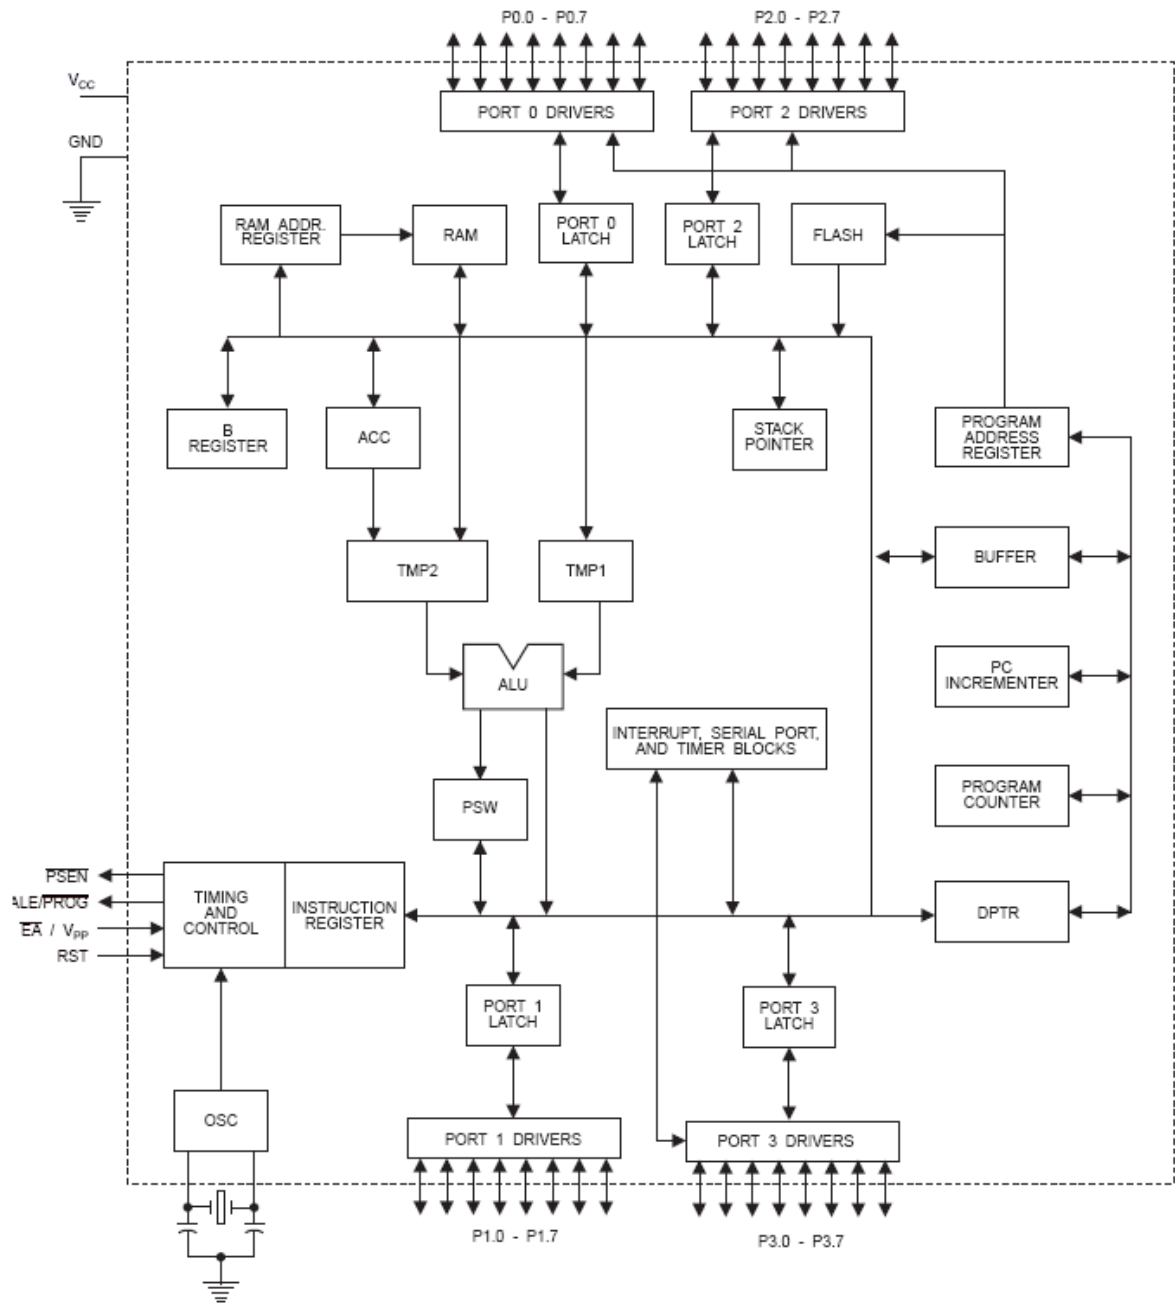 P0.0 - P0.7
P2.0 - P2.7
VCC
GND
PORT 0 DRIVERS
PORT 2 DRIVERS
RAM ADDR.
REGISTER
RAM
PORT 0
LATCH
PORT 2
LATCH
FLASH
B
REGISTER
ACC
STACK
POINTER
PROGRAM
ADDRESS
REGISTER
TMP2
TMP1
BUFFER
ALU
PC
INCREMENTER
INTERRUPT, SERIAL PORT,
AND TIMER BLOCKS
PSW
PROGRAM
COUNTER
PSEN
ALE/PROG
EA / VPP
RST
TIMING
AND
CONTROL
INSTRUCTION
REGISTER
DPTR
PORT 1
LATCH
PORT 3
LATCH
OSC
PORT 1 DRIVERS
PORT 3 DRIVERS
P1.0 - P1.7
P3.0 - P3.7